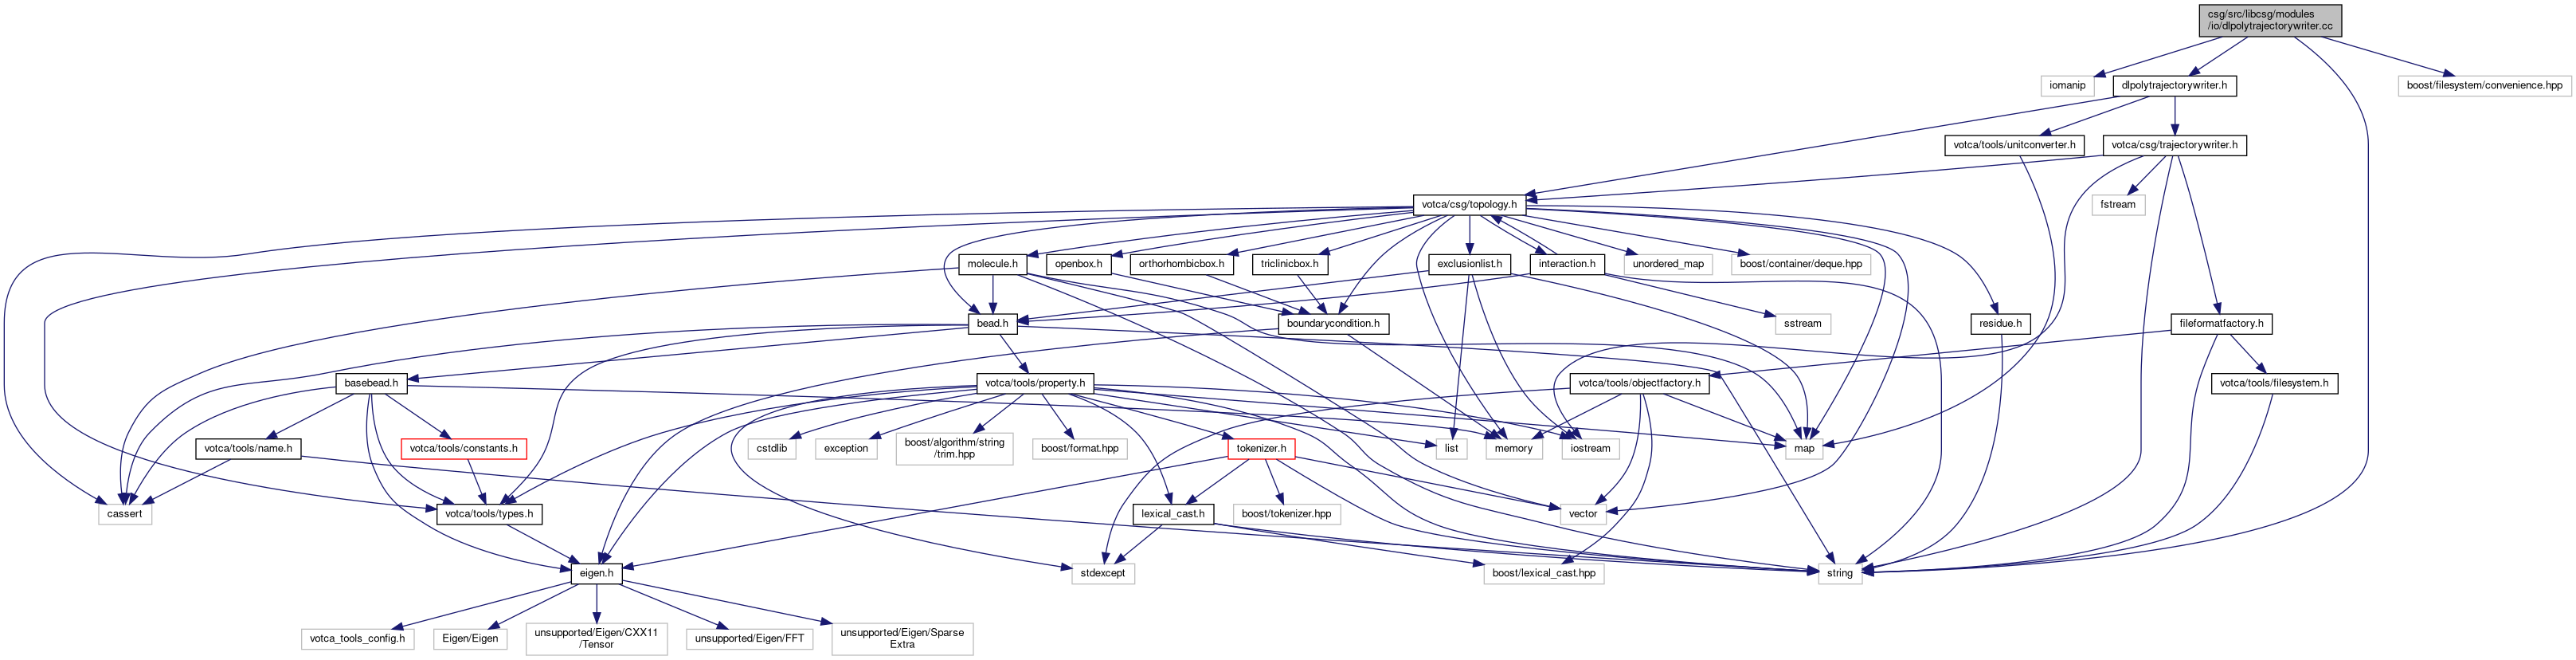 csg/src/libcsg/modules
/io/dlpolytrajectorywriter.cc
iomanip
dlpolytrajectorywriter.h
boost/filesystem/convenience.hpp
votca/tools/unitconverter.h
votca/csg/trajectorywriter.h
votca/csg/topology.h
fstream
molecule.h
openbox.h
orthorhombicbox.h
triclinicbox.h
exclusionlist.h
interaction.h
unordered_map
boost/container/deque.hpp
bead.h
boundarycondition.h
sstream
residue.h
fileformatfactory.h
basebead.h
votca/tools/property.h
votca/tools/objectfactory.h
votca/tools/filesystem.h
votca/tools/name.h
votca/tools/constants.h
cstdlib
exception
boost/algorithm/string
/trim.hpp
boost/format.hpp
tokenizer.h
list
memory
iostream
map
cassert
votca/tools/types.h
lexical_cast.h
boost/tokenizer.hpp
vector
eigen.h
stdexcept
boost/lexical_cast.hpp
string
votca_tools_config.h
Eigen/Eigen
unsupported/Eigen/CXX11
/Tensor
unsupported/Eigen/FFT
unsupported/Eigen/Sparse
Extra